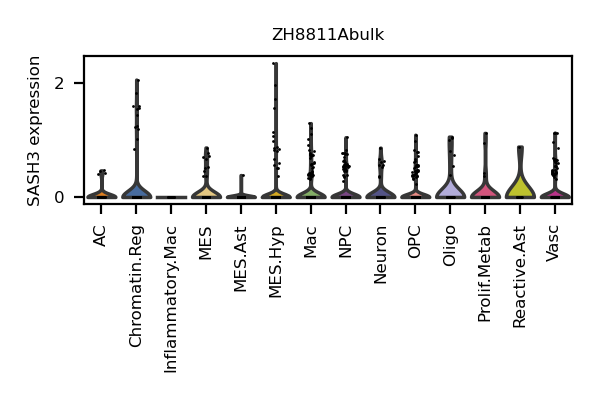 ZH8811Abulk
SASH3 expression
2
0
AC
Chromatin.Reg
Inflammatory.Mac
MES
MES.Ast
MES.Hyp
Mac
NPC
Neuron
OPC
Oligo
Prolif.Metab
Reactive.Ast
Vasc